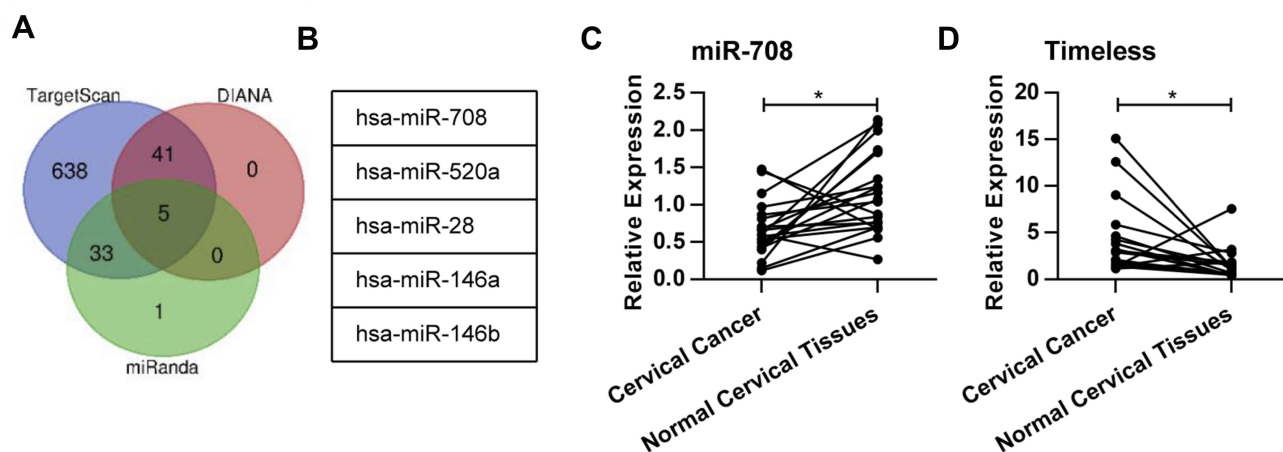 A
TargetScan
DIANA
638
41
0
5
33
0
1
miRanda
B
hsa-miR-708
hsa-miR-520a
hsa-miR-28
hsa-miR-146a
hsa-miR-146b
C
miR-708
Relative Expression
2.5
2.0
1.5
1.0
0.5
0.0
*
Cervical Cancer
Normal Cervical Tissues
D
Timeless
Relative Expression
20
15
10
5
0
*
Cervical Cancer
Normal Cervical Tissues